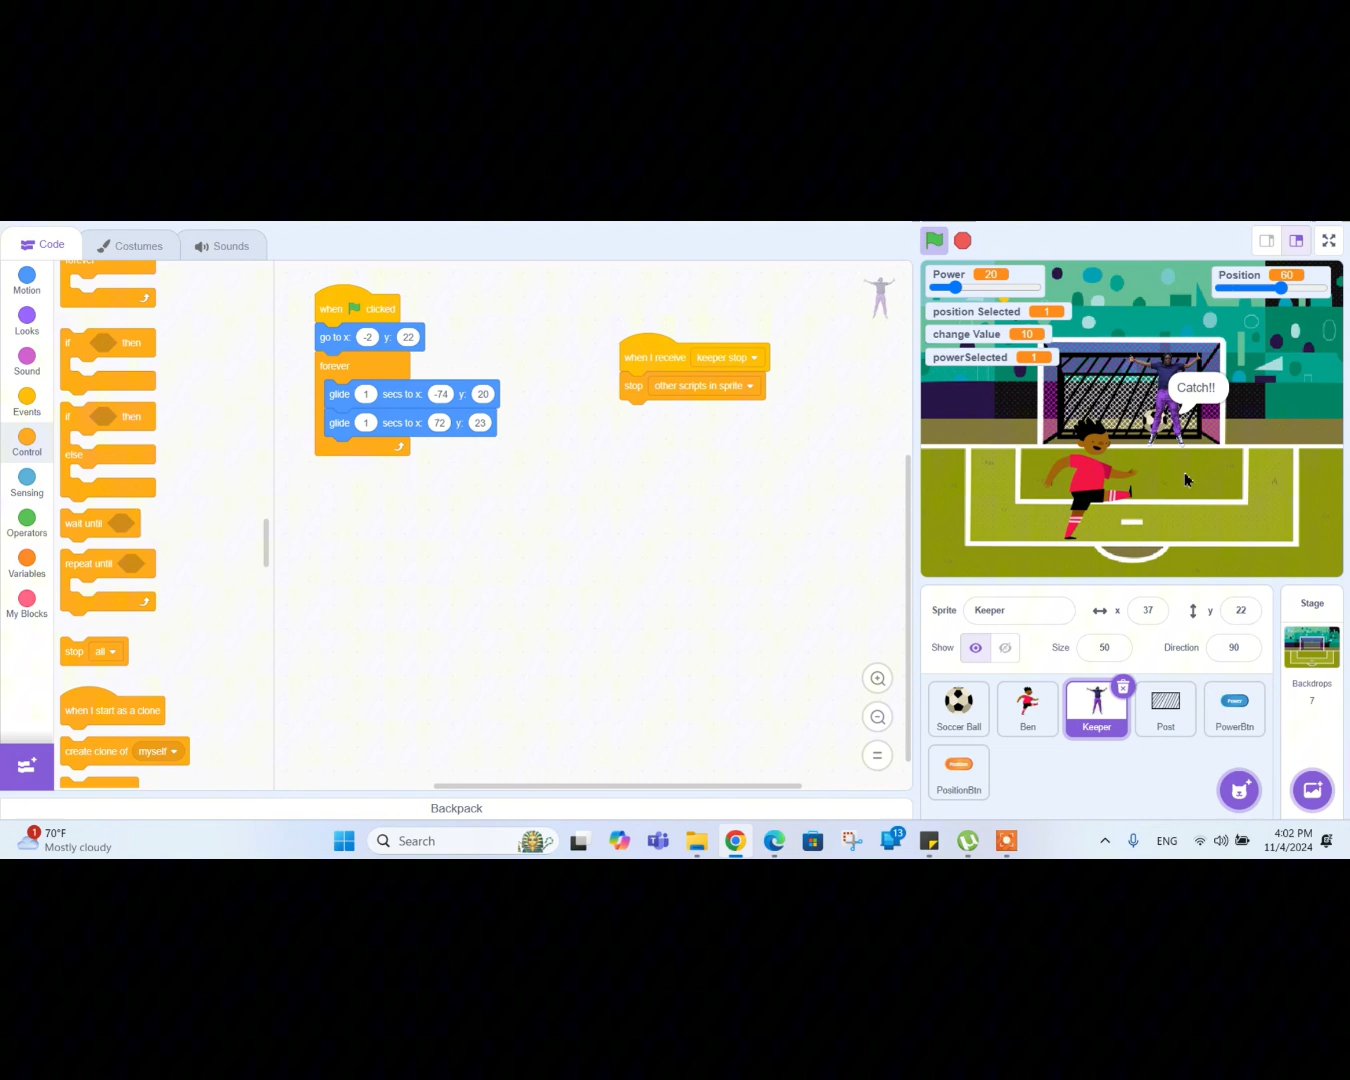 Code
Costumes
Sounds
Motion
Looks
Sound
Events
Control
Sensing
Operators
Variables
My Blocks
forever
if then
if then
else
wait until
repeat until
stop all
when I start as a clone
create clone of myself
when clicked
go to x: -2 y: 22
forever
glide 1 secs to x: -74 y: 20
glide 1 secs to x: 72 y: 23
when I receive keeper stop
stop other scripts in sprite
Backpack
Power 20
Position 60
position Selected 1
change Value 10
powerSelected 1
Catch!!
Sprite Keeper x 37 y 22
Show Size 50 Direction 90
Soccer Ball
Ben
Keeper
Post
Power
PowerBtn
Position
PositionBtn
Stage
Backdrops
7
1
70°F
Mostly cloudy
Search
13
ENG
4:02 PM
11/4/2024